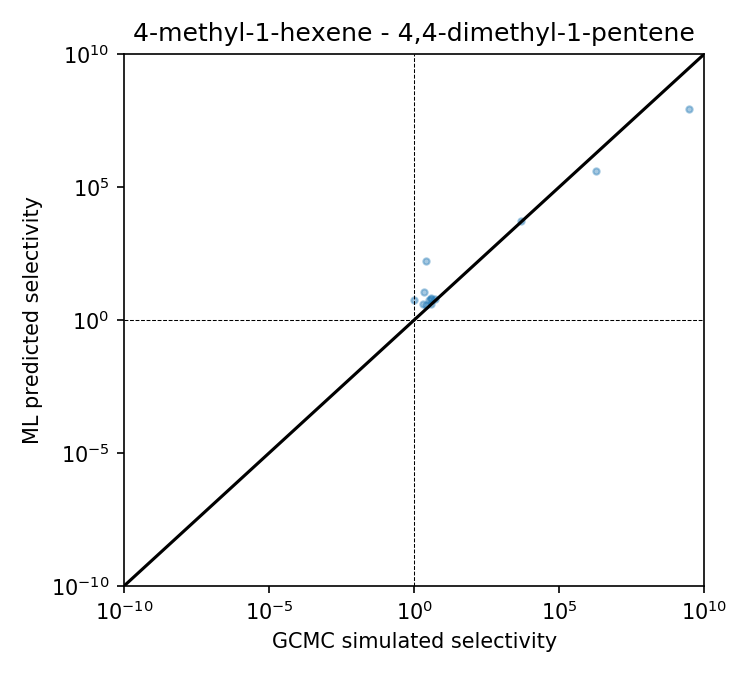 4-methyl-1-hexene - 4,4-dimethyl-1-pentene
10^10
10^5
10^0
10^-5
10^-10
ML predicted selectivity
10^-10 10^-5 10^0 10^5 10^10
GCMC simulated selectivity